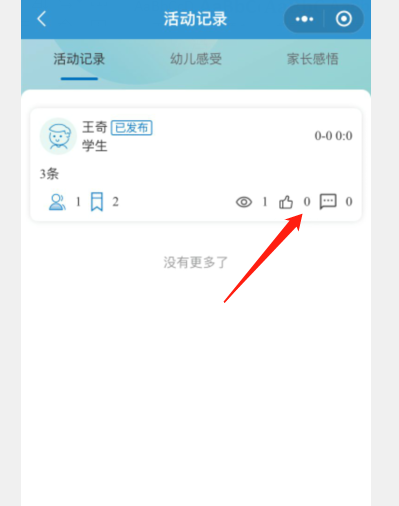 活动记录
活动记录 幼儿感受 家长感悟
王奇 已发布
学生
0-0 0:0
3条
1 2 1 0 0
没有更多了